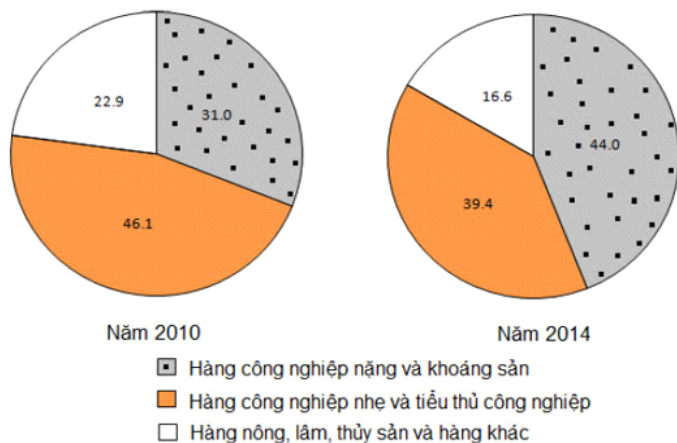 22.9
31.0
46.1
16.6
44.0
39.4
Năm 2010
Năm 2014
Hàng công nghiệp nặng và khoáng sản
Hàng công nghiệp nhẹ và tiểu thủ công nghiệp
Hàng nông, lâm, thủy sản và hàng khác